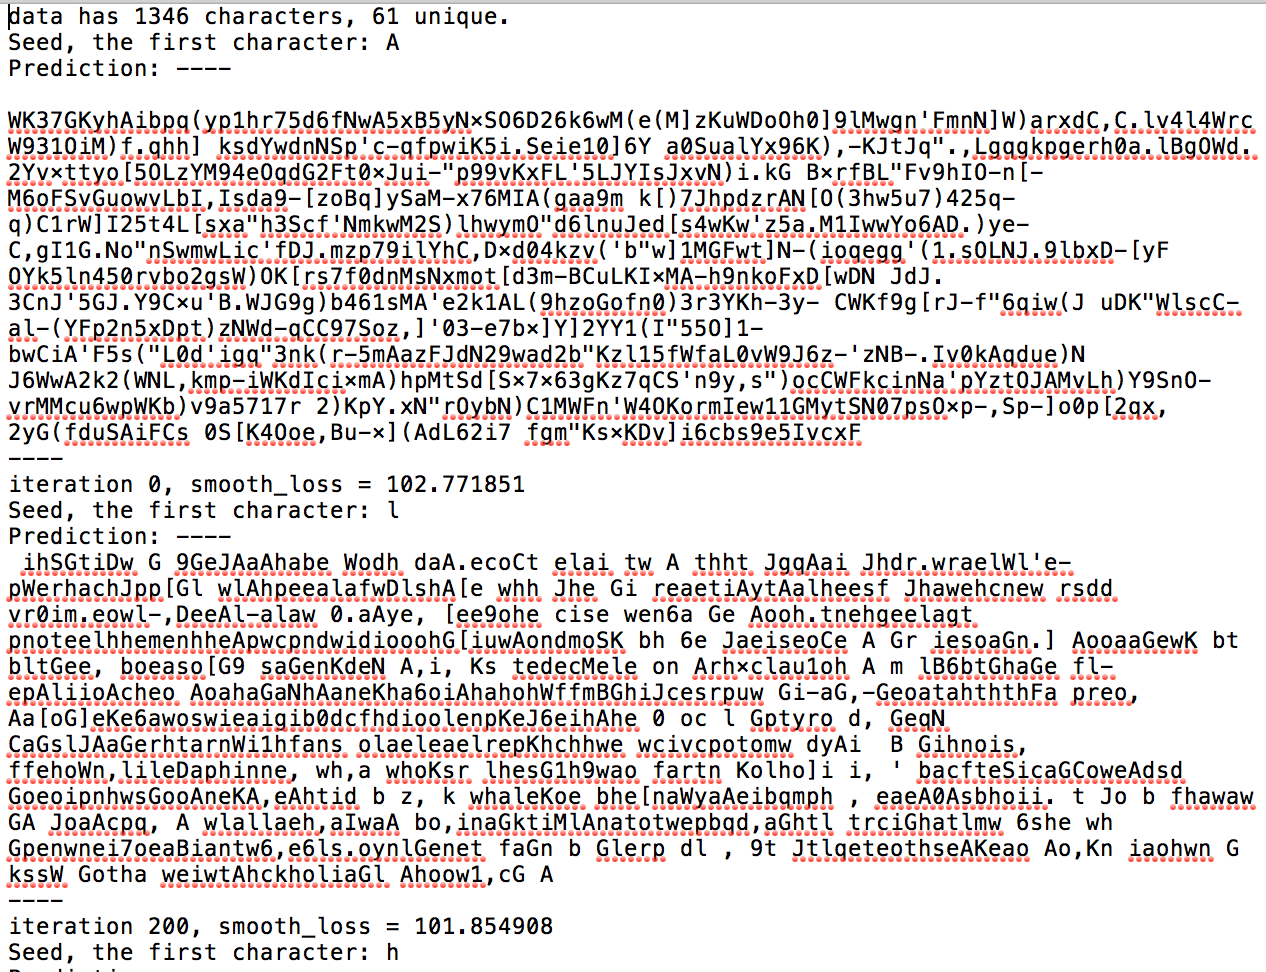 data has 1346 characters, 61 unique.
Seed, the first character: A
Prediction: ----
WK37GKyhAibpq(yp1hr75d6fNwA5xB5yN×SO6D26k6wM(e(M]zKuWDoOh0]9lMwgn'FmnN]W)arxdC,C.lv4l4Wrc
W931OiM)f.qhh] ksdYwdnNSp'c-qfpwiK5i.Seie10]6Y a0SualYx96K),-KJtJq".,Lgqgkpgerh0a.lBgOWd.
2Yv×ttyo[5OLzYM94eOqdG2Ft0×Jui-"p99vKxFL'5LJYIsJxvN)i.kG B×rfBL"Fv9hIO-n[-
M6oFSvGuowvLbI,Isda9-[zoBq]ySaM-x76MIA(gaa9m k[)7JhpdzrAN[O(3hw5u7)425q-
q)C1rW]I25t4L[sxa"h3Scf'NmkwM2S)lhwymO"d6lnuJed[s4wKw'z5a.M1IwwYo6AD.)ye-
C,gI1G.No"nSwmwLic'fDJ.mzp79ilYhC,D×d04kzv('b"w]1MGFwt]N-(iogegg'(1.sOLNJ.9lbxD-[yF
OYk5ln450rvbo2gsW)OK[rs7f0dnMsNxmot[d3m-BCuLKI×MA-h9nkoFxD[wDN JdJ.
3CnJ'5GJ.Y9C×u'B.WJG9g)b461sMA'e2k1AL(9hzoGofn0)3r3YKh-3y- CWKf9g[rJ-f"6qiw(J uDK"WlscC-
al-(YFp2n5xDpt)zNWd-qCC97Soz,]'03-e7b×]Y]2YY1(I"55O]1-
bwCiA'F5s("L0d'igq"3nk(r-5mAazFJdN29wad2b"Kzl15fWfaL0vW9J6z-'zNB-.Iv0kAqdue)N
J6WwA2k2(WNL,kmp-iWKdIci×mA)hpMtSd[S×7×63gKz7qCS'n9y,s")ocCWFkcinNa'pYztOJAMvLh)Y9SnO-
vrMMcu6wpWKb)v9a5717r 2)KpY.xN"rOybN)C1MWFn'W4OKormIew11GMytSN07psO×p-,Sp-]o0p[2qx,
2yG(fduSAiFCs 0S[K4Ooe,Bu-×](AdL62i7 fgm"Ks×KDv]i6cbs9e5IvcxF
----
iteration 0, smooth_loss = 102.771851
Seed, the first character: l
Prediction: ----
ihSGtiDw G 9GeJAaAhabe Wodh daA.ecoCt elai tw A thht JgqAai Jhdr.wraelWl'e-
pWerhachJpp[Gl wlAhpeealafwDlshA[e whh Jhe Gi reaetiAytAalheesf Jhawehcnew rsdd
vr0im.eowl-,DeeAl-alaw 0.aAye, [ee9ohe cise wen6a Ge Aooh.tnehgeelagt
pnoteelhhemenhheApwcpndwidiooohG[iuwAondmoSK bh 6e JaeiseoCe A Gr iesoaGn.] AooaaGewK bt
bltGee, boeaso[G9 saGenKdeN A,i, Ks tedecMele on Arh×clau1oh A m lB6btGhaGe fl-
epAliioAcheo AoahaGaNhAaneKha6oiAhahohWffmBGhiJcesrpuw Gi-aG,-GeoatahththFa preo,
Aa[oG]eKe6awoswieaigib0dcfhdioolenpKeJ6eihAhe 0 oc l Gptyro d, GeqN
CaGslJAaGerhtarnWi1hfans olaeleaelrepKhchhwe wcivcpotomw dyAi  B Gihnois,
ffehoWn,lileDaphinne, wh,a whoKsr lhesG1h9wao fartn Kolho]i i, ' bacfteSicaGCoweAdsd
GoeoipnhwsGooAneKA,eAhtid b z, k whaleKoe bhe[naWyaAeibqmph , eaeA0Asbhoii. t Jo b fhawaw
GA JoaAcpq, A wlallaeh,aIwaA bo,inaGktiMlAnatotwepbqd,aGhtl trciGhatlmw 6she wh
Gpenwnei7oeaBiantw6,e6ls.oynlGenet faGn b Glerp dl , 9t JtlqeteothseAKeao Ao,Kn iaohwn G
kssW Gotha weiwtAhckholiaGl Ahoow1,cG A
----
iteration 200, smooth_loss = 101.854908
Seed, the first character: h